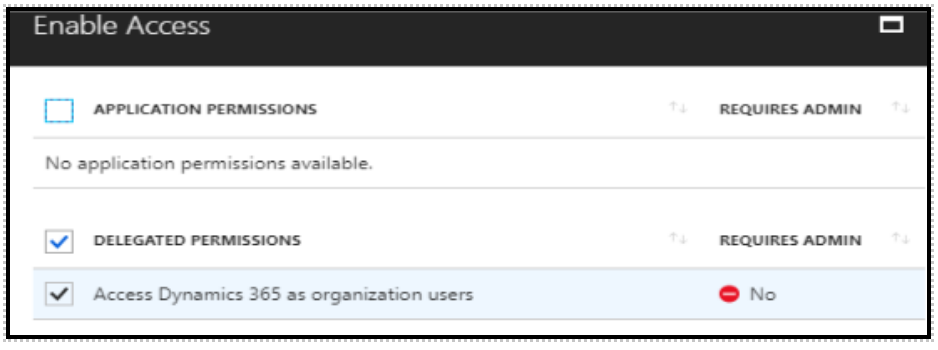 Enable Access
APPLICATION PERMISSIONS REQUIRES ADMIN
No application permissions available.
DELEGATED PERMISSIONS REQUIRES ADMIN
Access Dynamics 365 as organization users No